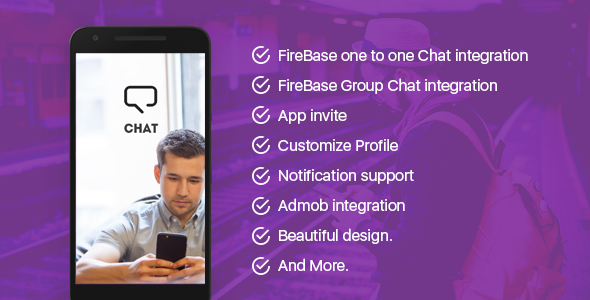 CHAT
FireBase one to one Chat integration
FireBase Group Chat integration
App invite
Customize Profile
Notification support
Admob integration
Beautiful design.
And More.